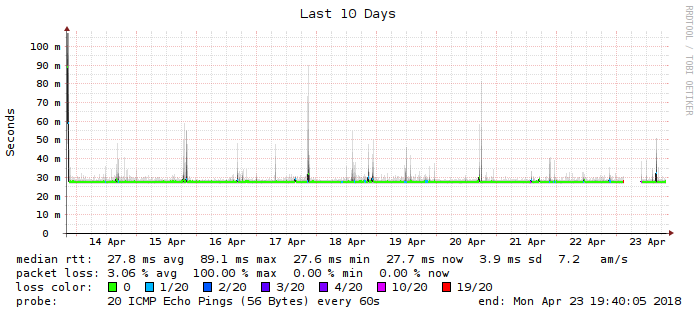 Last 10 Days
RRDTOOL / TOBI OETIKER
Seconds
100 m
90 m
80 m
70 m
60 m
50 m
40 m
30 m
20 m
10 m
0
14 Apr 15 Apr 16 Apr 17 Apr 18 Apr 19 Apr 20 Apr 21 Apr 22 Apr 23 Apr
median rtt: 27.8 ms avg 89.1 ms max 27.6 ms min 27.7 ms now 3.9 ms sd 7.2 am/s
packet loss: 3.06 % avg 100.00 % max 0.00 % min 0.00 % now
loss color: 0 1/20 2/20 3/20 4/20 10/20 19/20
probe: 20 ICMP Echo Pings (56 Bytes) every 60s end: Mon Apr 23 19:40:05 2018